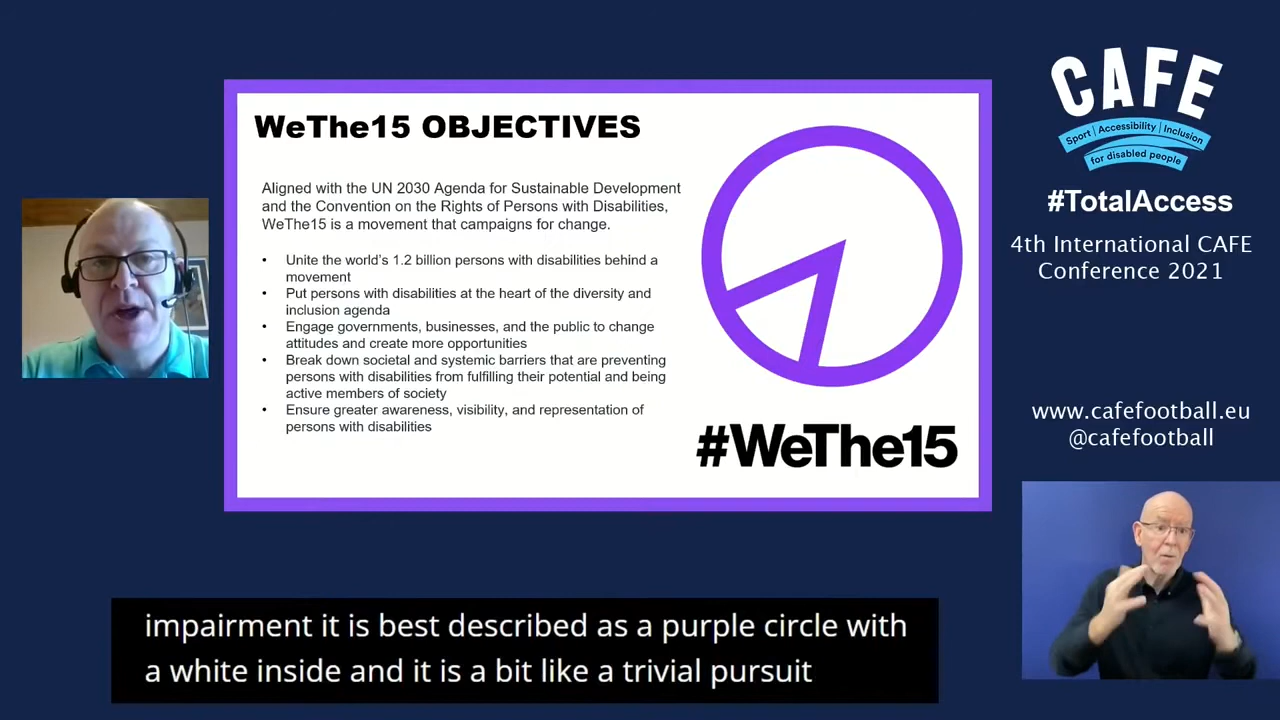 WeThe15 OBJECTIVES
Aligned with the UN 2030 Agenda for Sustainable Development
and the Convention on the Rights of Persons with Disabilities,
WeThe15 is a movement that campaigns for change.
• Unite the world's 1.2 billion persons with disabilities behind a
movement
• Put persons with disabilities at the heart of the diversity and
inclusion agenda
• Engage governments, businesses, and the public to change
attitudes and create more opportunities
• Break down societal and systemic barriers that are preventing
persons with disabilities from fulfilling their potential and being
active members of society
• Ensure greater awareness, visibility, and representation of
persons with disabilities
#WeThe15
CAFE
Sport | Accessibility | Inclusion
for disabled people
#TotalAccess
4th International CAFE
Conference 2021
www.cafefootball.eu
@cafefootball
impairment it is best described as a purple circle with
a white inside and it is a bit like a trivial pursuit